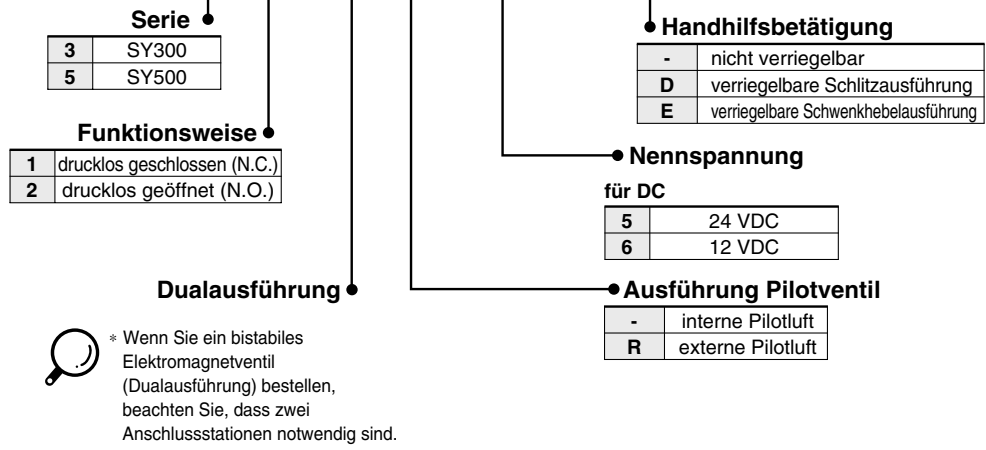 Serie
3 SY300
5 SY500
Funktionsweise
1 drucklos geschlossen (N.C.)
2 drucklos geöffnet (N.O.)
Dualausführung
* Wenn Sie ein bistabiles
Elektromagnetventil
(Dualausführung) bestellen,
beachten Sie, dass zwei
Anschlussstationen notwendig sind.
Handhilfsbetätigung
- nicht verriegelbar
D verriegelbare Schlitzausführung
E verriegelbare Schwenkhebelausführung
Nennspannung
für DC
5 24 VDC
6 12 VDC
Ausführung Pilotventil
- interne Pilotluft
R externe Pilotluft